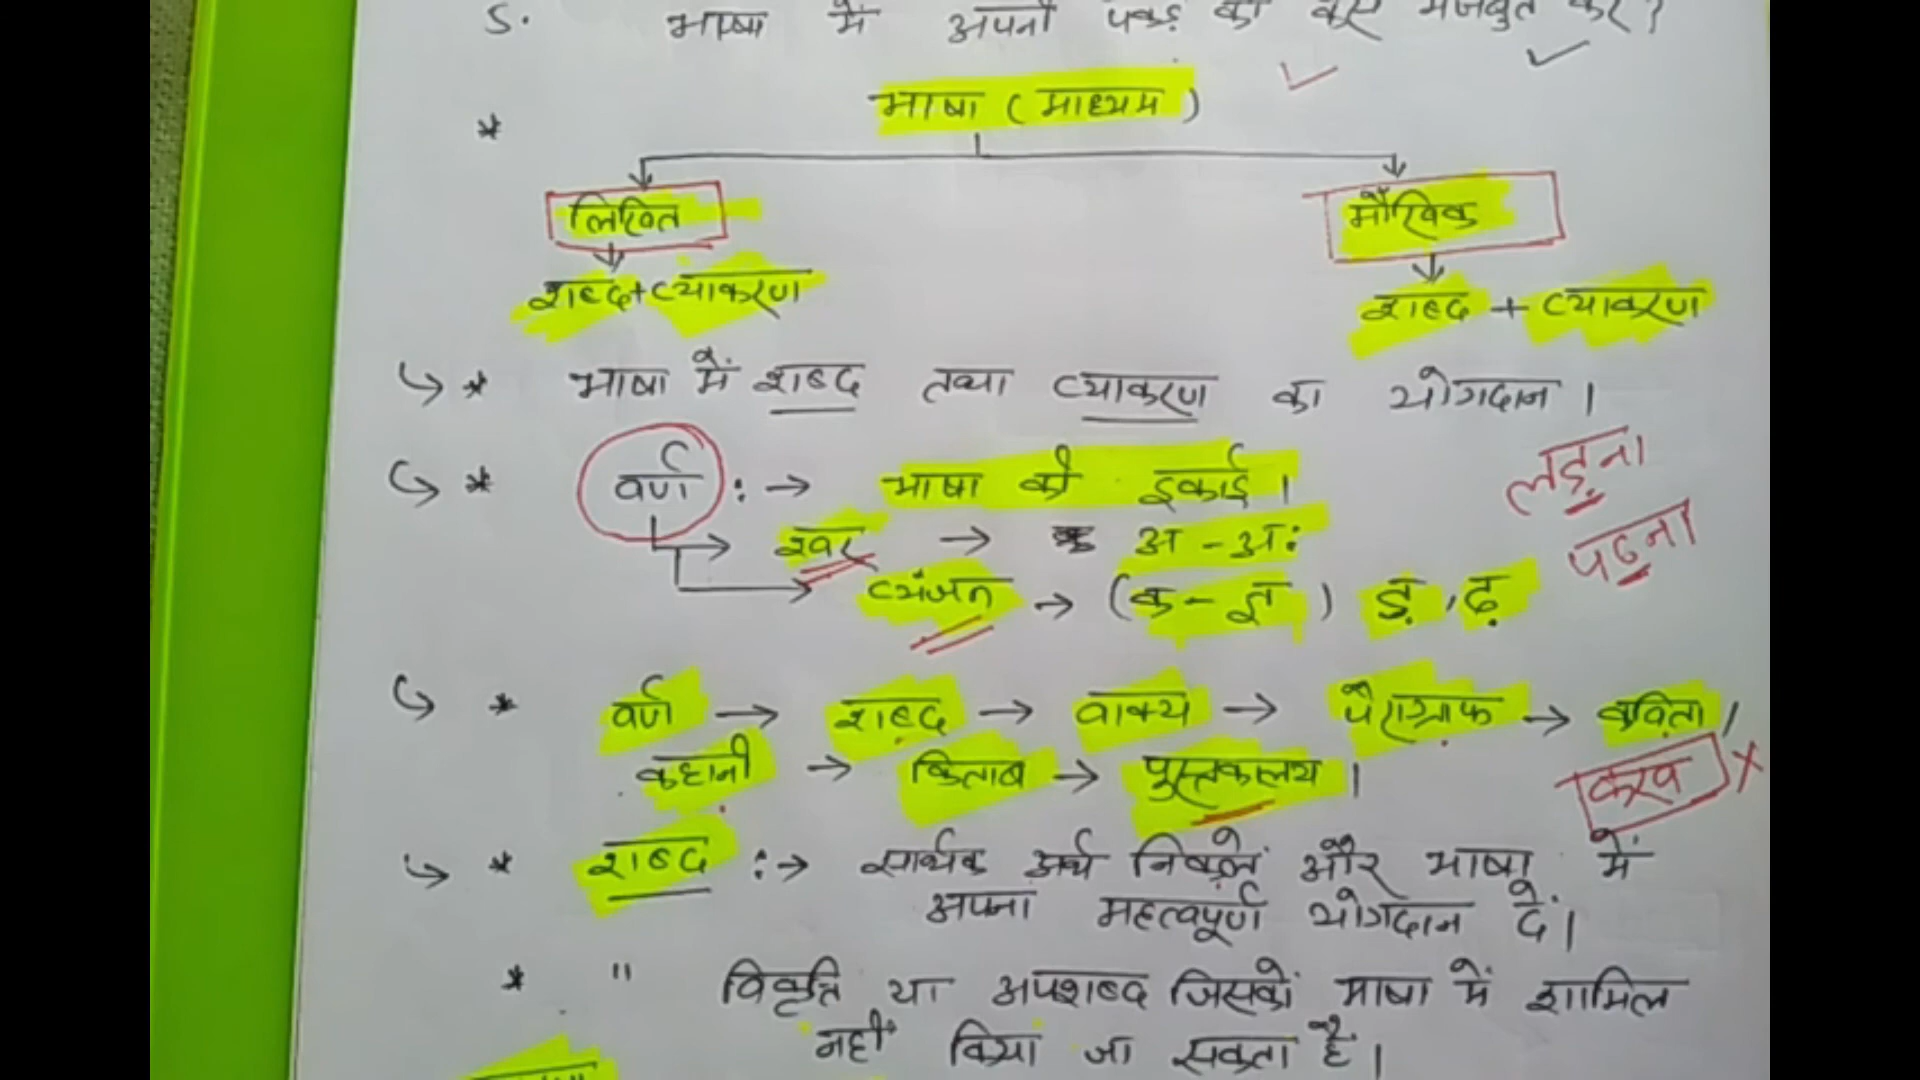 5. भाषा में अपनी पकड़ को कैसे मजबुत करे?
* भाषा (माध्यम)
लिखित मौखिक
शब्द+व्याकरण शब्द + व्याकरण
* भाषा में शब्द तथा व्याकरण का योगदान।
* वर्ण :→ भाषा की इकाई।
लड़ना
स्वर → अ-अः
पढ़ना
व्यंजन → (क-ज्ञ) ड़, ढ़
* वर्ण → शब्द → वाक्य → पैराग्राफ → कविता।
कहानी → किताब → पुस्तकालय।
करव X
* शब्द :→ सार्थक अर्थ निकले और भाषा में
अपना महत्वपूर्ण योगदान दें।
* " विकृति या अपशब्द जिसको भाषा में शामिल
नहीं किया जा सकता है।